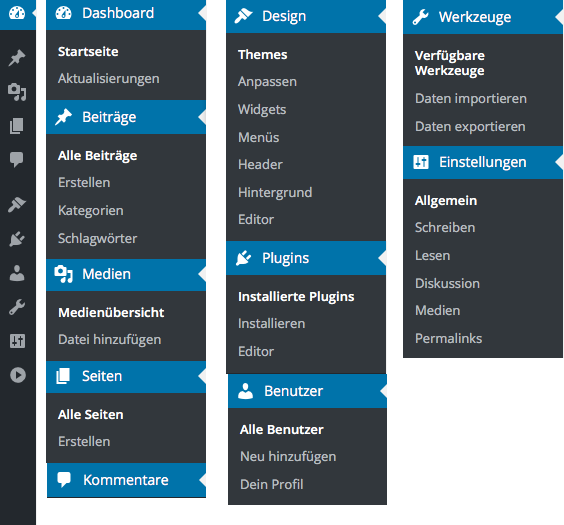 Dashboard
Startseite
Aktualisierungen
Beiträge
Alle Beiträge
Erstellen
Kategorien
Schlagwörter
Medien
Medienübersicht
Datei hinzufügen
Seiten
Alle Seiten
Erstellen
Kommentare
Design
Themes
Anpassen
Widgets
Menüs
Header
Hintergrund
Editor
Plugins
Installierte Plugins
Installieren
Editor
Benutzer
Alle Benutzer
Neu hinzufügen
Dein Profil
Werkzeuge
Verfügbare
Werkzeuge
Daten importieren
Daten exportieren
Einstellungen
Allgemein
Schreiben
Lesen
Diskussion
Medien
Permalinks